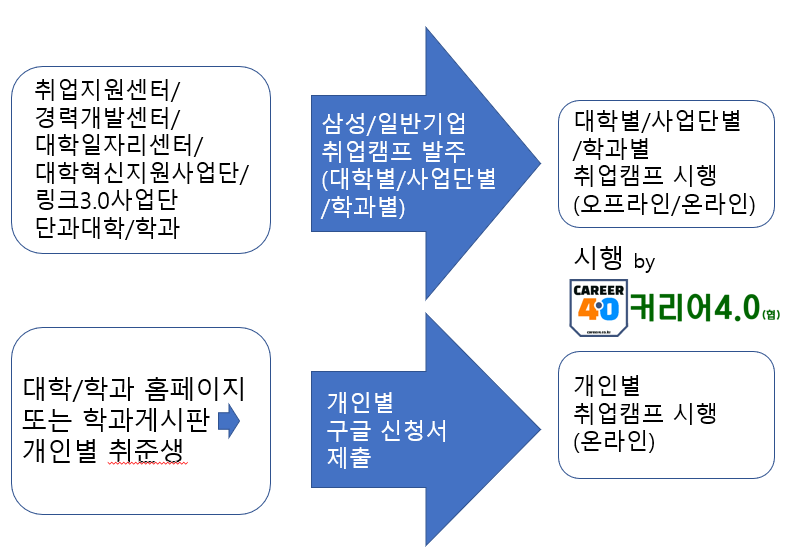 취업지원센터/
경력개발센터/
대학일자리센터/
대학혁신지원사업단/
링크3.0사업단
단과대학/학과
삼성/일반기업
취업캠프 발주
(대학별/사업단별
/학과별)
대학별/사업단별
/학과별
취업캠프 시행
(오프라인/온라인)
시행 by
CAREER
4.0
careero.co.kr
커리어4.0(협)
대학/학과 홈페이지
또는 학과게시판
개인별 취준생
개인별
구글 신청서
제출
개인별
취업캠프 시행
(온라인)